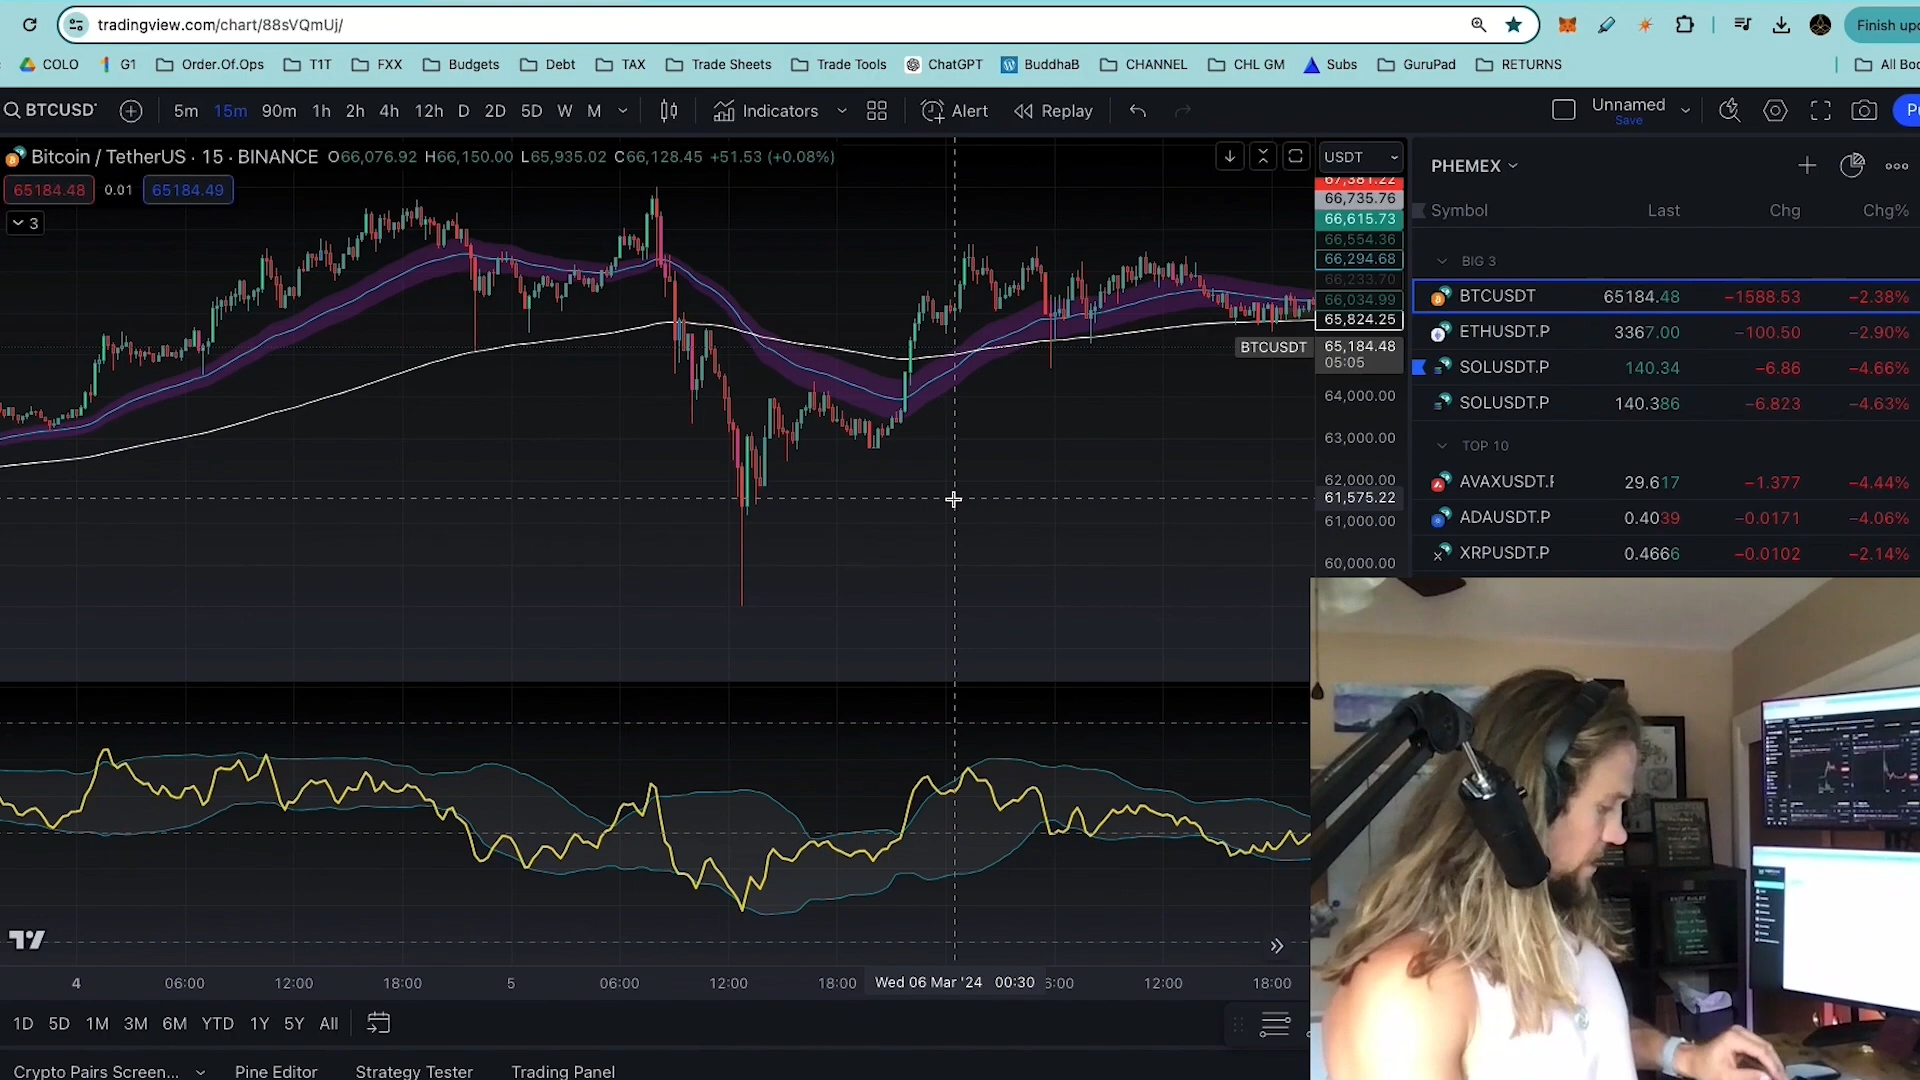 tradingview.com/chart/88sVQmUj/
Finish upd
COLO G1 Order.Of.Ops T1T FXX Budgets Debt TAX Trade Sheets Trade Tools ChatGPT BuddhaB CHANNEL CHL GM Subs GuruPad RETURNS All Boo
BTCUSDT 5m 15m 90m 1h 2h 4h 12h D 2D 5D W M Indicators Alert Replay Unnamed
Save
Bitcoin / TetherUS · 15 · BINANCE O66,076.92 H66,150.00 L65,935.02 C66,128.45 +51.53 (+0.08%)
65184.48 0.01 65184.49
3
USDT
67,381.22
66,735.76
66,615.73
66,554.36
66,294.68
66,233.70
66,034.99
65,824.25
BTCUSDT 65,184.48
05:05
64,000.00
63,000.00
62,000.00
61,575.22
61,000.00
60,000.00
PHEMEX
Symbol Last Chg Chg%
BIG 3
BTCUSDT 65184.48 −1588.53 −2.38%
ETHUSDT.P 3367.00 −100.50 −2.90%
SOLUSDT.P 140.34 −6.86 −4.66%
SOLUSDT.P 140.386 −6.823 −4.63%
TOP 10
AVAXUSDT.P 29.617 −1.377 −4.44%
ADAUSDT.P 0.4039 −0.0171 −4.06%
XRPUSDT.P 0.4666 −0.0102 −2.14%
4 06:00 12:00 18:00 5 06:00 12:00 18:00 Wed 06 Mar '24 00:30 6:00 12:00 18:00
1D 5D 1M 3M 6M YTD 1Y 5Y All
Crypto Pairs Screen... Pine Editor Strategy Tester Trading Panel